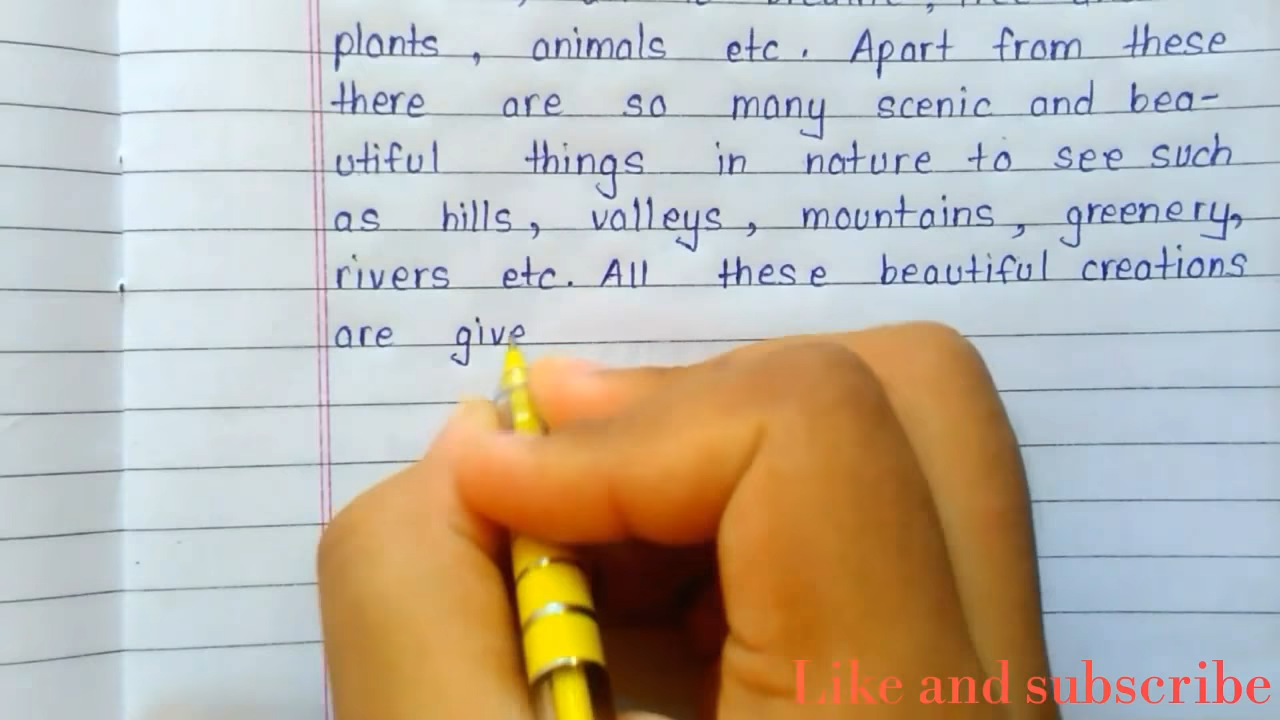 plants, animals etc. Apart from these
there are so many scenic and bea-
utiful things in nature to see such
as hills, valleys, mountains, greenery,
rivers etc. All these beautiful creations
are give
Like and subscribe